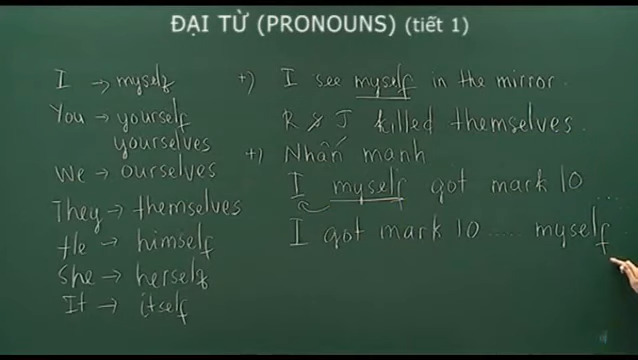 ĐẠI TỪ (PRONOUNS) (tiết 1)
I → myself
You → yourself
yourselves
We → ourselves
They → themselves
He → himself
She → herself
It → itself
+) I see myself in the mirror.
R & J killed themselves.
+) Nhấn mạnh
I myself got mark 10 ....
I got mark 10 .... myself